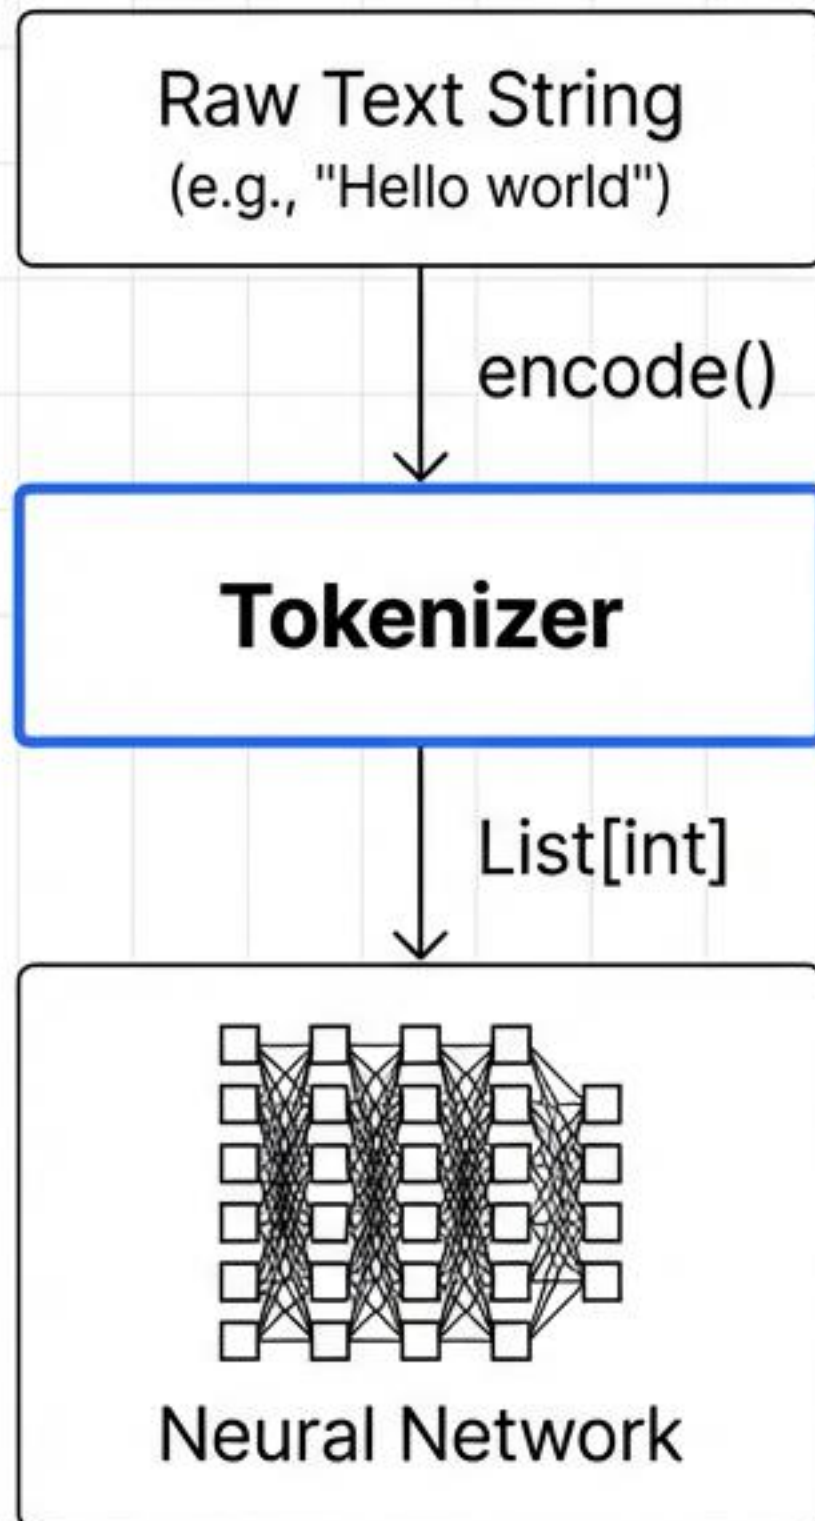 Raw Text String
(e.g., "Hello world")
encode()
Tokenizer
List[int]
Neural Network